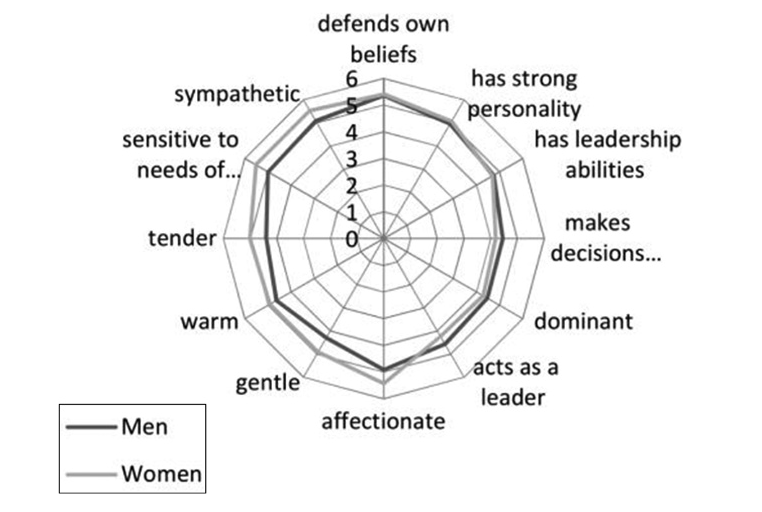 defends own
beliefs
has strong
personality
has leadership
abilities
makes
decisions...
dominant
acts as a
leader
affectionate
gentle
warm
tender
sensitive to
needs of...
sympathetic
6
5
4
3
2
1
0
Men
Women